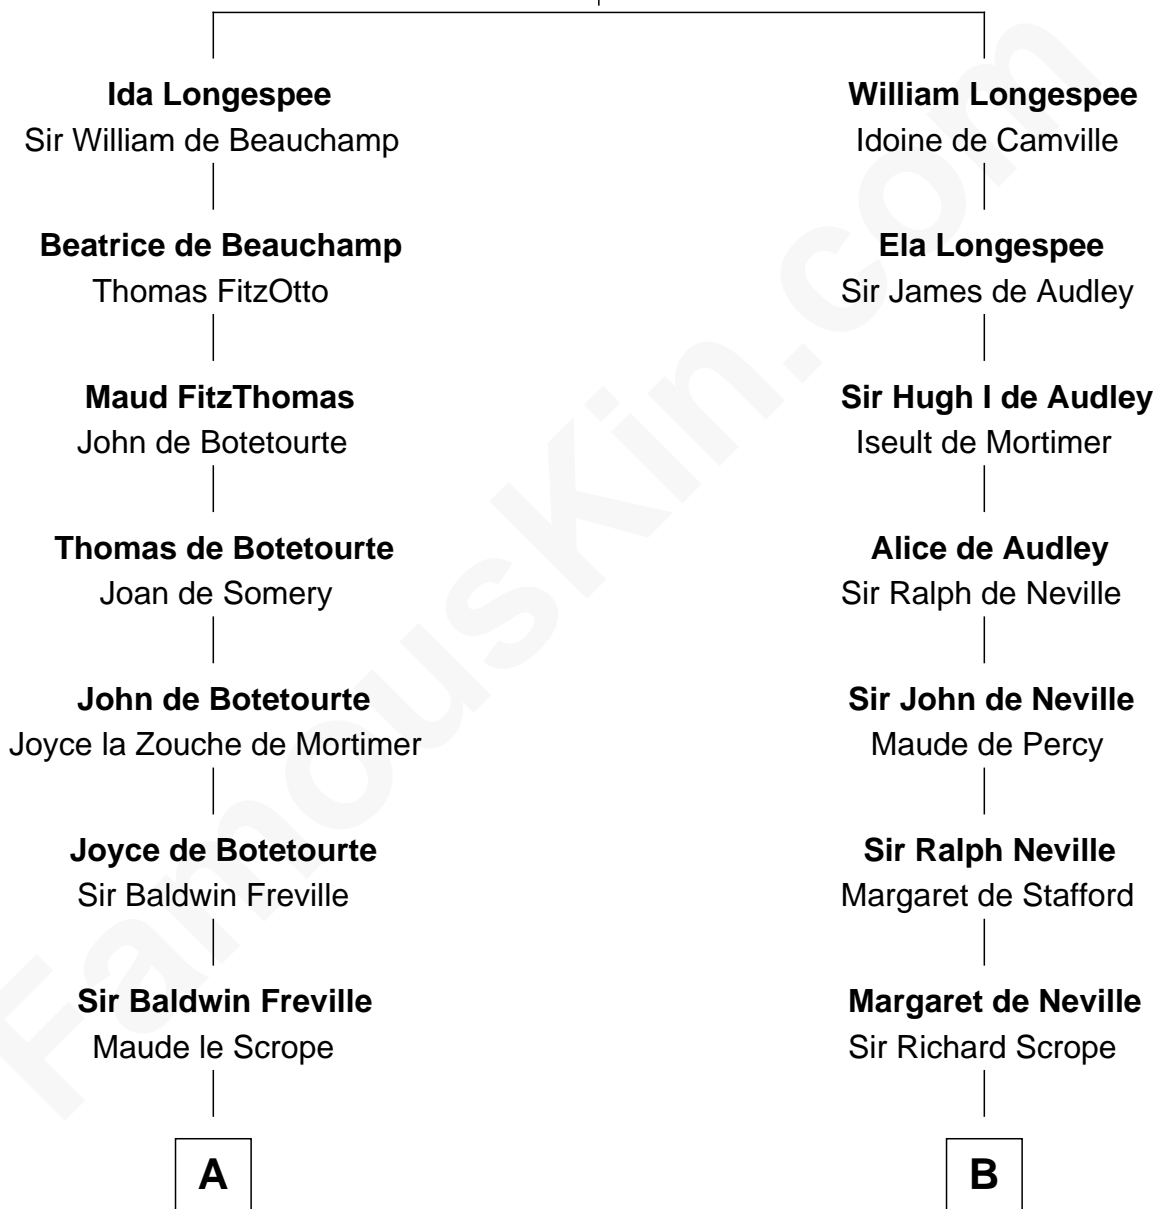 Ida Longespee
Sir William de Beauchamp
Beatrice de Beauchamp
Thomas FitzOtto
Maud FitzThomas
John de Botetourte
Thomas de Botetourte
Joan de Somery
John de Botetourte
Joyce la Zouche de Mortimer
Joyce de Botetourte
Sir Baldwin Freville
Sir Baldwin Freville
Maude le Scrope
A
William Longespee
Idoine de Camville
Ela Longespee
Sir James de Audley
Sir Hugh I de Audley
Iseult de Mortimer
Alice de Audley
Sir Ralph de Neville
Sir John de Neville
Maude de Percy
Sir Ralph Neville
Margaret de Stafford
Margaret de Neville
Sir Richard Scrope
B
FamousKin.com